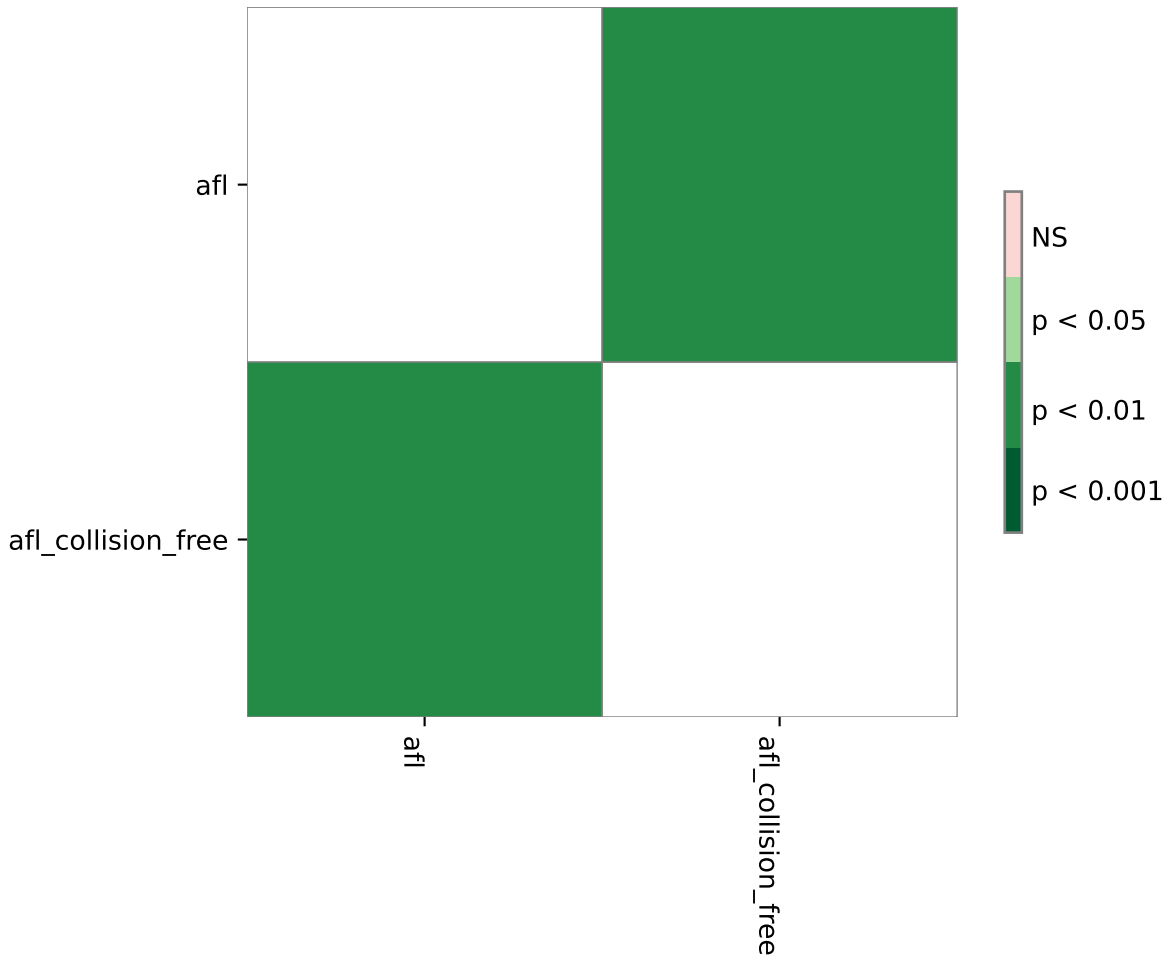 afl
afl_collision_free
afl
afl_collision_free
NS
p < 0.05
p < 0.01
p < 0.001